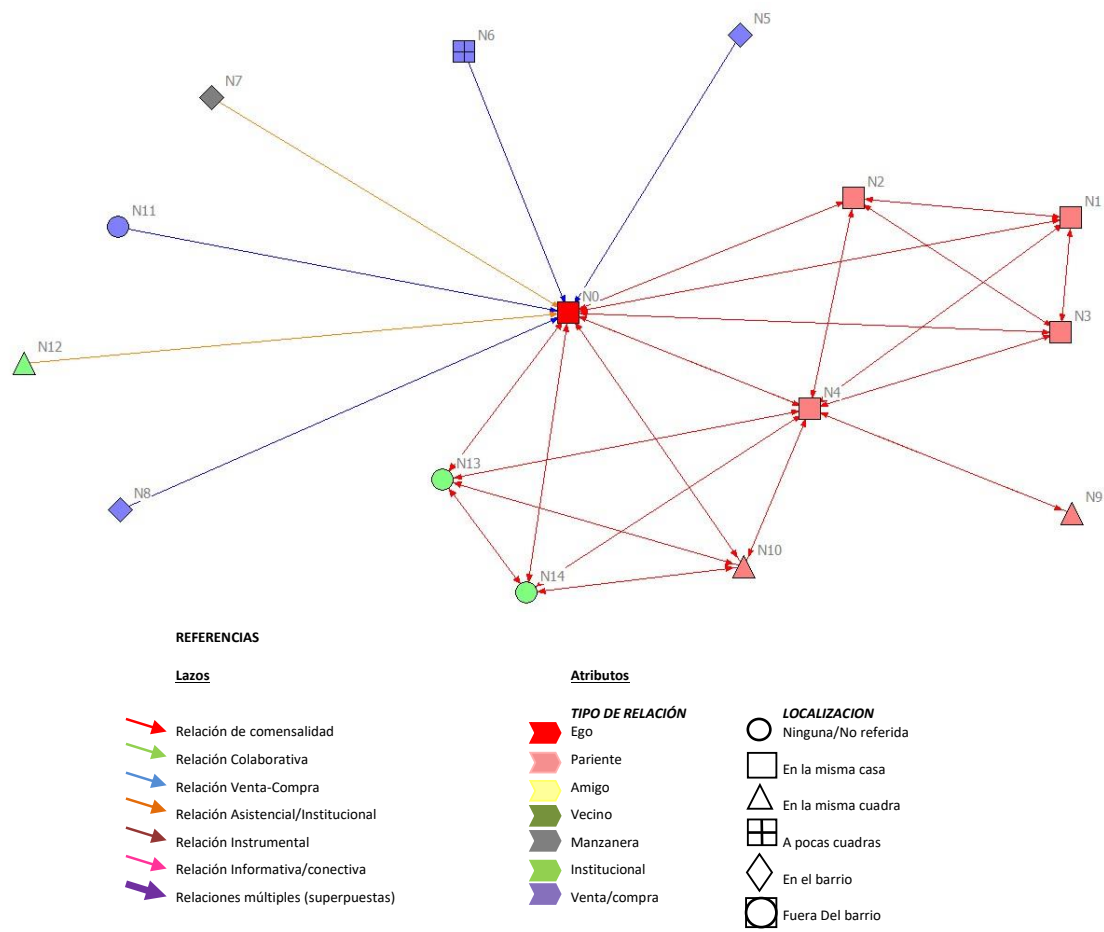 N6
N5
N7
N2
N1
N11
N0
N3
N12
N4
N13
N8
N9
N10
N14
REFERENCIAS
Lazos
Relación de comensalidad
Relación Colaborativa
Relación Venta-Compra
Relación Asistencial/Institucional
Relación Instrumental
Relación Informativa/conectiva
Relaciones múltiples (superpuestas)
Atributos
TIPO DE RELACIÓN
Ego
Pariente
Amigo
Vecino
Manzanera
Institucional
Venta/compra
LOCALIZACION
Ninguna/No referida
En la misma casa
En la misma cuadra
A pocas cuadras
En el barrio
Fuera Del barrio